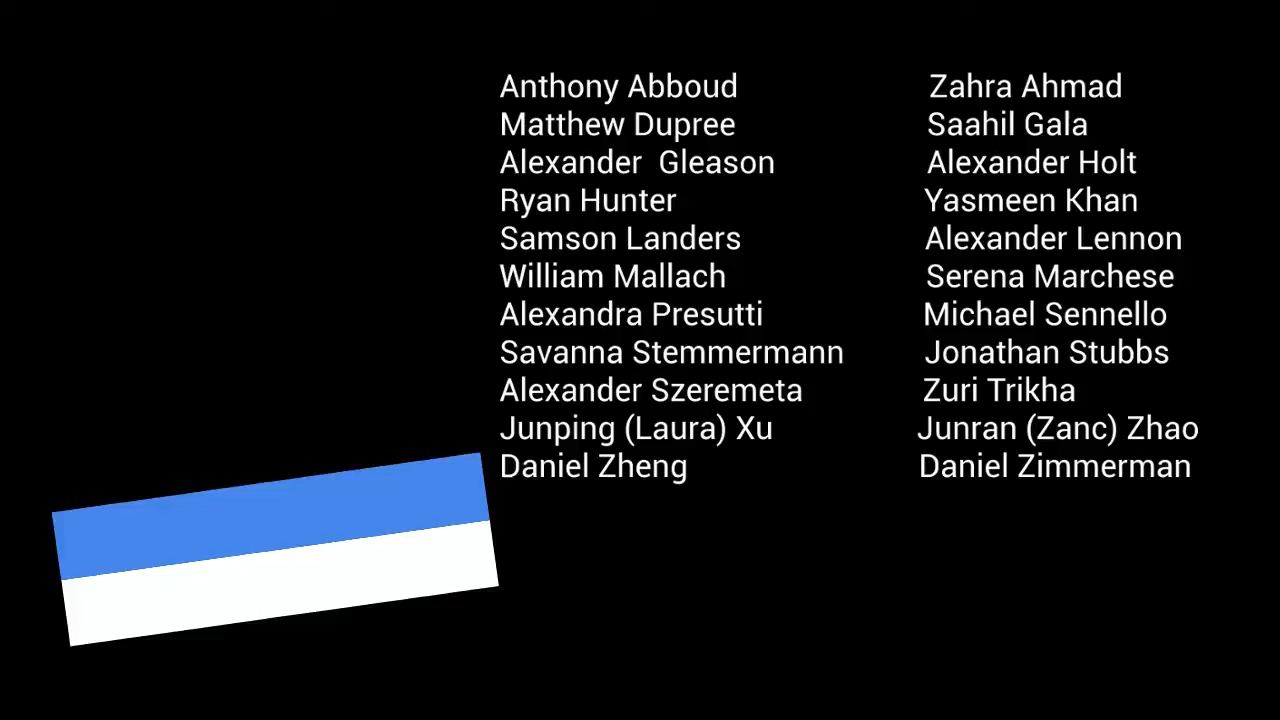 Anthony Abboud Zahra Ahmad
Matthew Dupree Saahil Gala
Alexander  Gleason Alexander Holt
Ryan Hunter Yasmeen Khan
Samson Landers Alexander Lennon
William Mallach Serena Marchese
Alexandra Presutti Michael Sennello
Savanna Stemmermann Jonathan Stubbs
Alexander Szeremeta Zuri Trikha
Junping (Laura) Xu Junran (Zanc) Zhao
Daniel Zheng Daniel Zimmerman